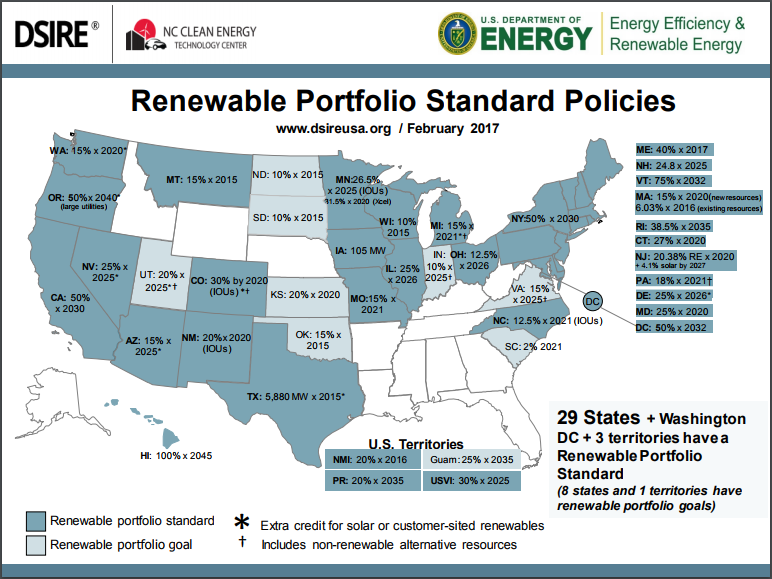 DSIRE®
NC CLEAN ENERGY
TECHNOLOGY CENTER
U.S. DEPARTMENT OF
ENERGY
Energy Efficiency &
Renewable Energy
Renewable Portfolio Standard Policies
www.dsireusa.org / February 2017
WA: 15% x 2020*
OR: 50% x 2040*
(large utilities)
CA: 50%
x 2030
NV: 25% x
2025*
AZ: 15% x
2025*
UT: 20% x
2025*†
MT: 15% x 2015
ND: 10% x 2015
SD: 10% x 2015
CO: 30% by 2020
(IOUs) *†
NM: 20%x 2020
(IOUs)
KS: 20% x 2020
OK: 15% x
2015
TX: 5,880 MW x 2015*
HI: 100% x 2045
MN:26.5%
x 2025 (IOUs)
31.5% x 2020 (Xcel)
WI: 10%
2015
IA: 105 MW
MO:15% x
2021
IL: 25%
x 2026
MI: 15% x
2021*†
IN:
10% x
2025†
OH: 12.5%
x 2026
NY:50% x 2030
VA: 15%
x 2025†
NC: 12.5% x 2021 (IOUs)
SC: 2% 2021
DC
ME: 40% x 2017
NH: 24.8 x 2025
VT: 75% x 2032
MA: 15% x 2020(new resources)
6.03% x 2016 (existing resources)
RI: 38.5% x 2035
CT: 27% x 2020
NJ: 20.38% RE x 2020
+ 4.1% solar by 2027
PA: 18% x 2021†
DE: 25% x 2026*
MD: 25% x 2020
DC: 50% x 2032
U.S. Territories
NMI: 20% x 2016
Guam: 25% x 2035
PR: 20% x 2035
USVI: 30% x 2025
29 States + Washington
DC + 3 territories have a
Renewable Portfolio
Standard
(8 states and 1 territories have
renewable portfolio goals)
Renewable portfolio standard
Renewable portfolio goal
* Extra credit for solar or customer-sited renewables
† Includes non-renewable alternative resources